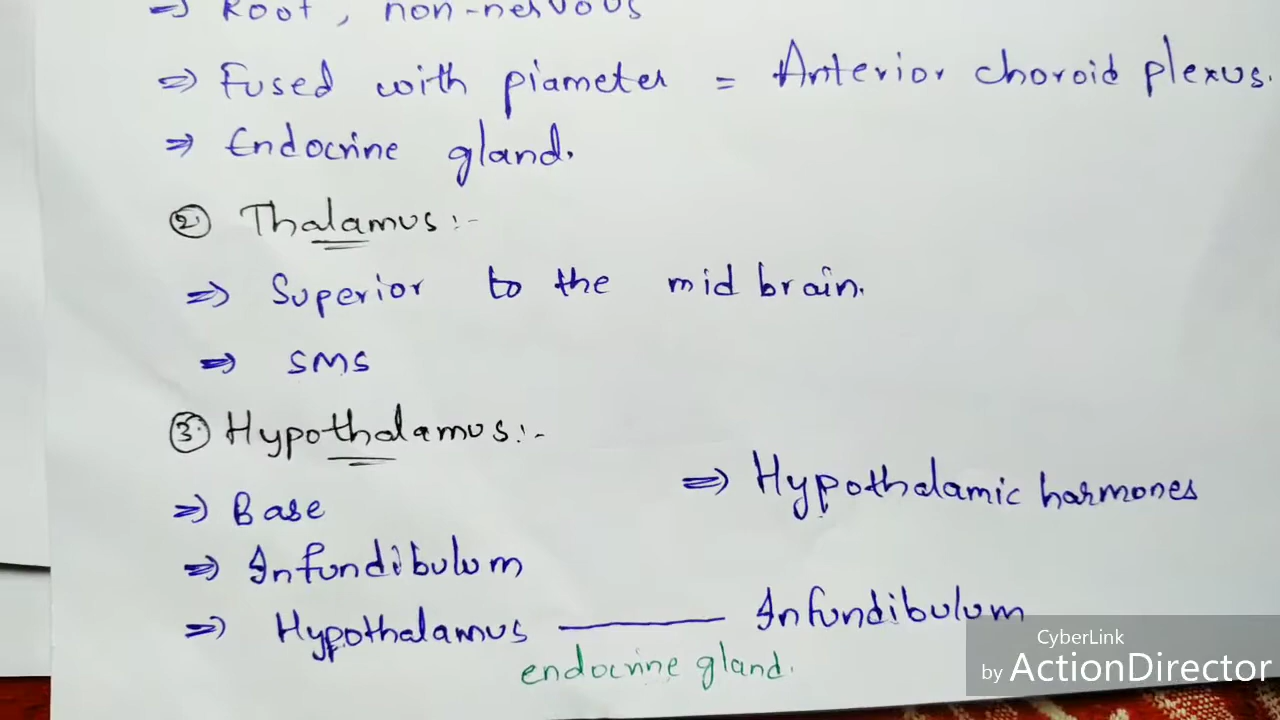 ⇒ Root, non-nervous
⇒ Fused with piameter = Anterior choroid plexus.
⇒ Endocrine gland.
② Thalamus:-
⇒ Superior to the mid brain.
⇒ SMS
③ Hypothalamus:-
⇒ Base
⇒ Hypothalamic harmones
⇒ Infundibulum
⇒ Hypothalamus — Infundibulum
endocrine gland.
CyberLink
by ActionDirector